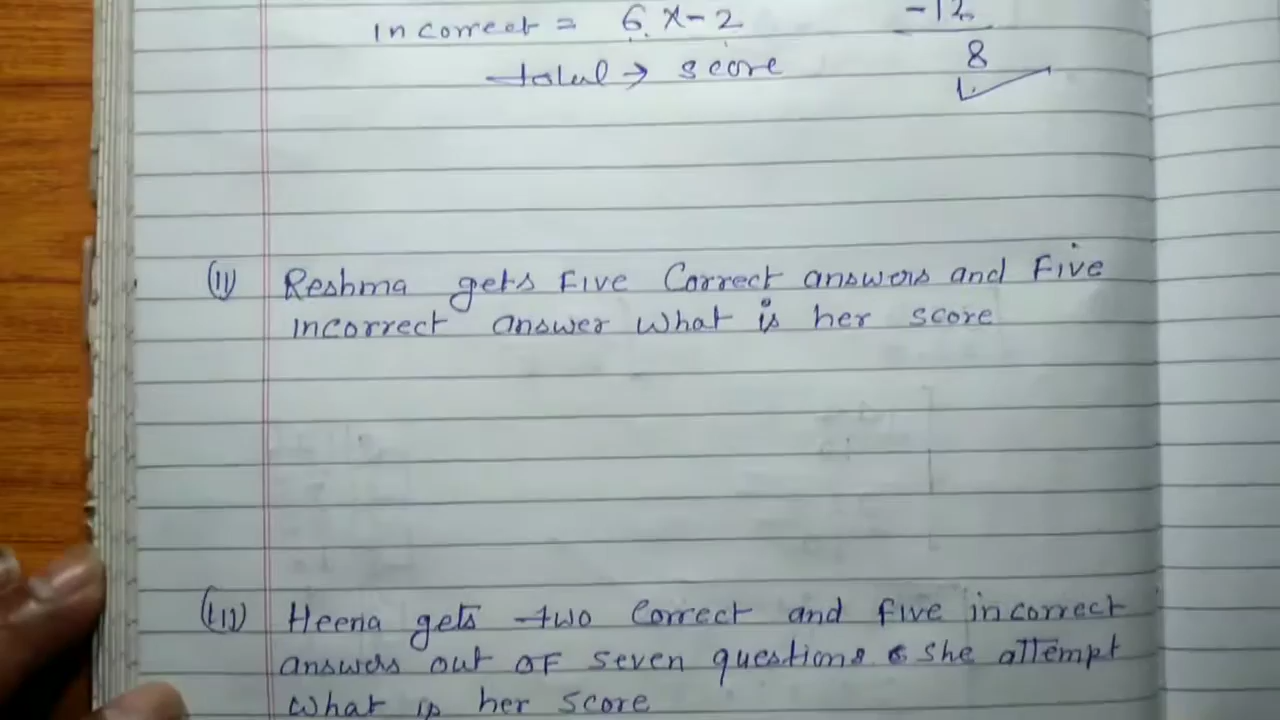 Incorrect = 6 x - 2
-12
total → score
8
(II) Reshma gets Five Correct answers and Five
incorrect answer what is her score
(III) Heena gets two correct and five incorrect
answers out of seven questions she attempt
what is her score